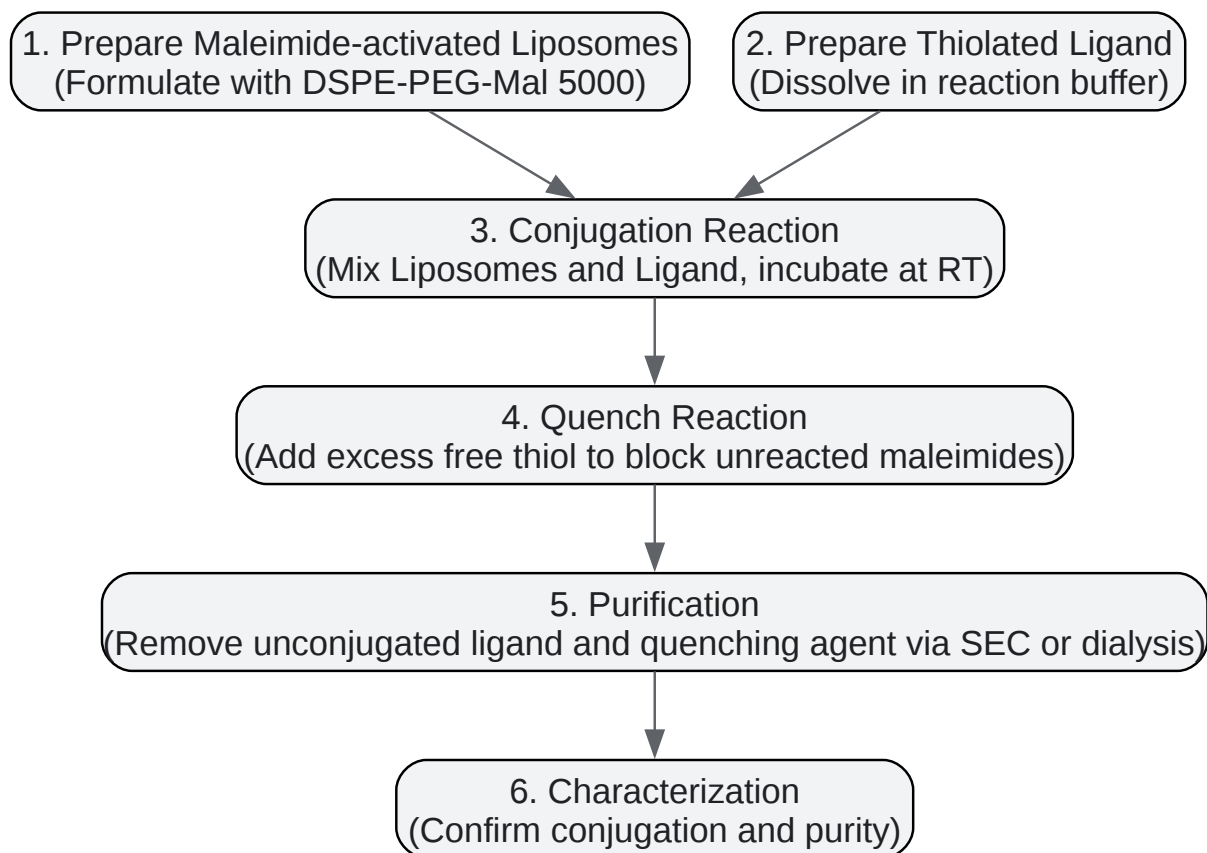 1. Prepare Maleimide-activated Liposomes
(Formulate with DSPE-PEG-Mal 5000)
2. Prepare Thiolated Ligand
(Dissolve in reaction buffer)
3. Conjugation Reaction
(Mix Liposomes and Ligand, incubate at RT)
4. Quench Reaction
(Add excess free thiol to block unreacted maleimides)
5. Purification
(Remove unconjugated ligand and quenching agent via SEC or dialysis)
6. Characterization
(Confirm conjugation and purity)